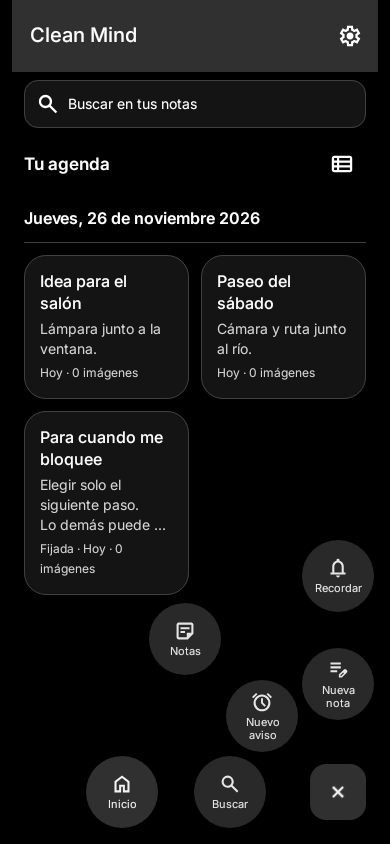 Clean Mind
Buscar en tus notas
Tu agenda
Jueves, 26 de noviembre 2026
Idea para el
salón
Lámpara junto a la
ventana.
Hoy · 0 imágenes
Paseo del
sábado
Cámara y ruta junto
al río.
Hoy · 0 imágenes
Para cuando me
bloquee
Elegir solo el
siguiente paso.
Lo demás puede ...
Fijada · Hoy · 0
imágenes
Recordar
Notas
Nueva
nota
Nuevo
aviso
Inicio
Buscar